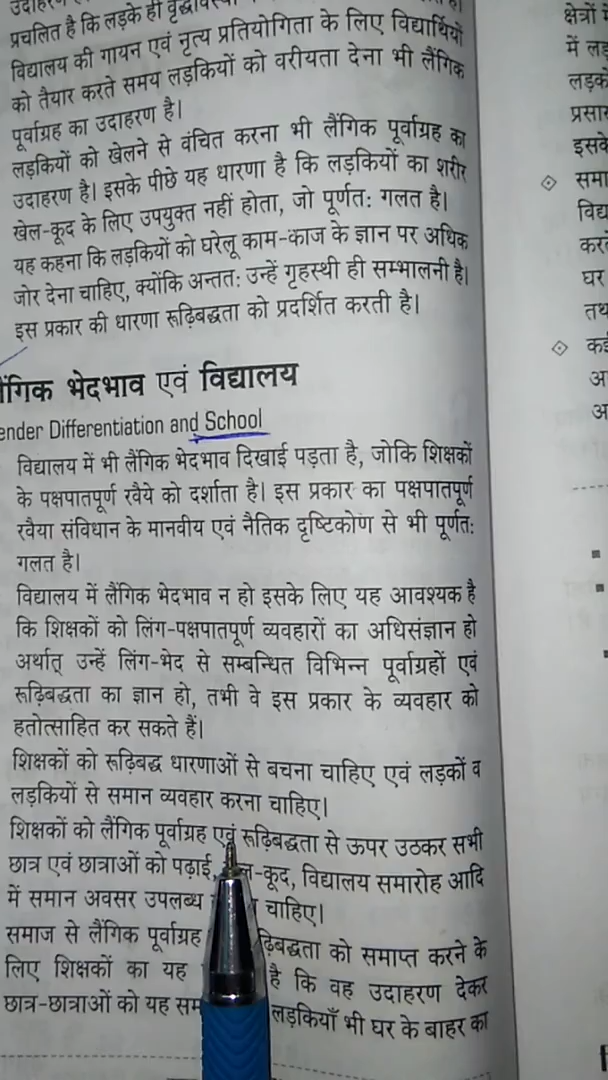 प्रचलित है कि लड़के ही
विद्यालय की गायन एवं नृत्य प्रतियोगिता के लिए विद्यार्थियों
को तैयार करते समय लड़कियों को वरीयता देना भी लैंगिक
पूर्वाग्रह का उदाहरण है।
लड़कियों को खेलने से वंचित करना भी लैंगिक पूर्वाग्रह का
उदाहरण है। इसके पीछे यह धारणा है कि लड़कियों का शरीर
खेल-कूद के लिए उपयुक्त नहीं होता, जो पूर्णत: गलत है।
यह कहना कि लड़कियों को घरेलू काम-काज के ज्ञान पर अधिक
जोर देना चाहिए, क्योंकि अन्तत: उन्हें गृहस्थी ही सम्भालनी है।
इस प्रकार की धारणा रूढ़िबद्धता को प्रदर्शित करती है।
भेदभाव एवं विद्यालय
Differentiation and School
विद्यालय में भी लैंगिक भेदभाव दिखाई पड़ता है, जोकि शिक्षकों
के पक्षपातपूर्ण रवैये को दर्शाता है। इस प्रकार का पक्षपातपूर्ण
रवैया संविधान के मानवीय एवं नैतिक दृष्टिकोण से भी पूर्णत:
गलत है।
विद्यालय में लैंगिक भेदभाव न हो इसके लिए यह आवश्यक है
कि शिक्षकों को लिंग-पक्षपातपूर्ण व्यवहारों का अधिसंज्ञान हो
अर्थात् उन्हें लिंग-भेद से सम्बन्धित विभिन्न पूर्वाग्रहों एवं
रूढ़िबद्धता का ज्ञान हो, तभी वे इस प्रकार के व्यवहार को
हतोत्साहित कर सकते हैं।
शिक्षकों को रूढ़िबद्ध धारणाओं से बचना चाहिए एवं लड़कों व
लड़कियों से समान व्यवहार करना चाहिए।
शिक्षकों को लैंगिक पूर्वाग्रह एवं रूढ़िबद्धता से ऊपर उठकर सभी
छात्र एवं छात्राओं को पढ़ाई, विद्यालय समारोह आदि
में समान अवसर उपलब्ध चाहिए।
समाज से लैंगिक पूर्वाग्रह को समाप्त करने के
लिए शिक्षकों का यह है कि वह उदाहरण देकर
छात्र-छात्राओं को यह लड़कियाँ भी घर के बाहर का
में
घर